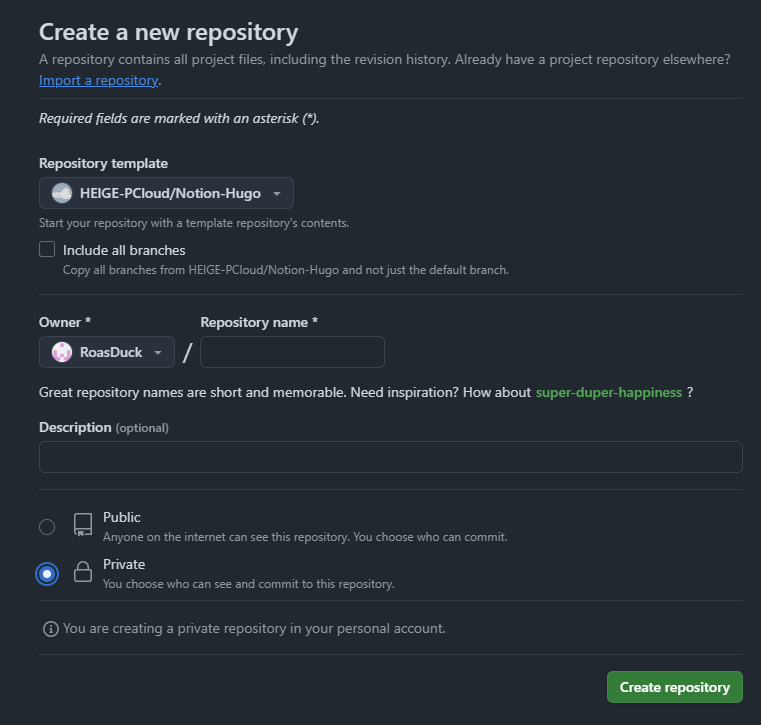 Create a new repository
A repository contains all project files, including the revision history. Already have a project repository elsewhere?
Import a repository.
Required fields are marked with an asterisk (*).
Repository template
HEIGE-PCloud/Notion-Hugo
Start your repository with a template repository's contents.
Include all branches
Copy all branches from HEIGE-PCloud/Notion-Hugo and not just the default branch.
Owner * Repository name *
RoasDuck /
Great repository names are short and memorable. Need inspiration? How about super-duper-happiness ?
Description (optional)
Public
Anyone on the internet can see this repository. You choose who can commit.
Private
You choose who can see and commit to this repository.
You are creating a private repository in your personal account.
Create repository